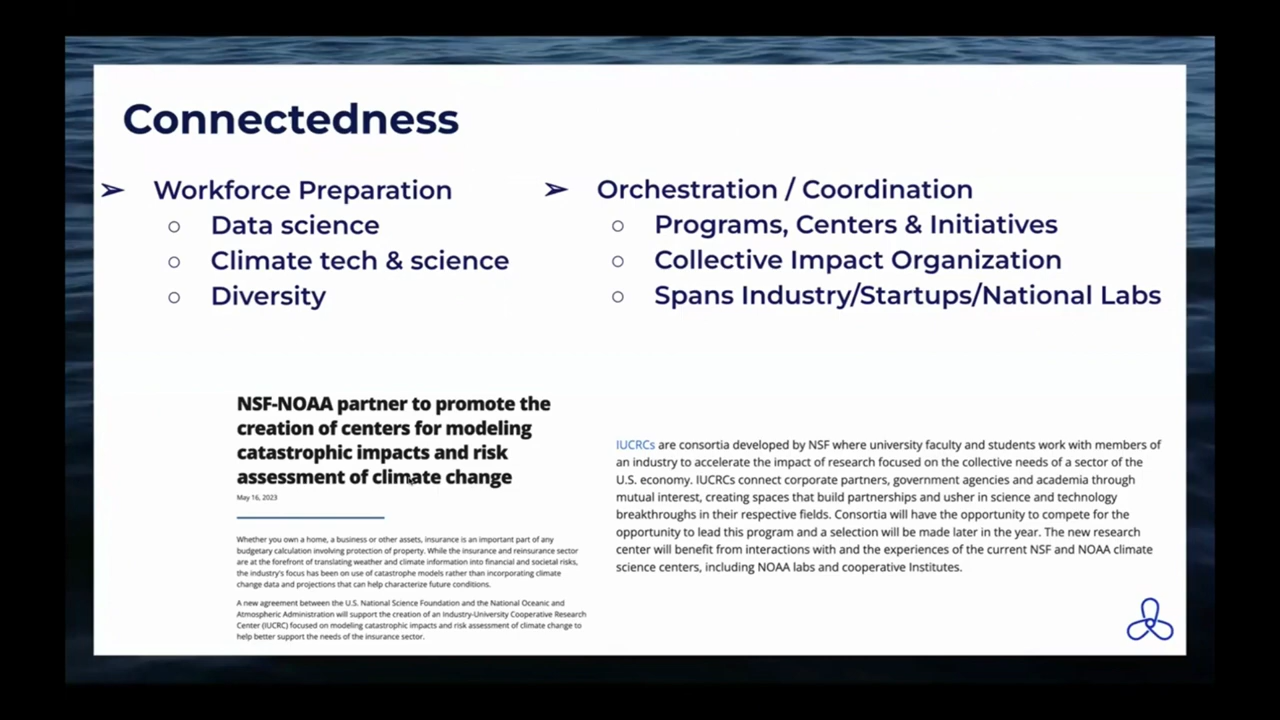 Connectedness
➢ Workforce Preparation
○ Data science
○ Climate tech & science
○ Diversity
➢ Orchestration / Coordination
○ Programs, Centers & Initiatives
○ Collective Impact Organization
○ Spans Industry/Startups/National Labs
NSF-NOAA partner to promote the
creation of centers for modeling
catastrophic impacts and risk
assessment of climate change
May 16, 2023
Whether you own a home, a business or other assets, insurance is an important part of any
budgetary calculation involving protection of property. While the insurance and reinsurance sector
are at the forefront of translating weather and climate information into financial and societal risks,
the industry's focus has been on use of catastrophe models rather than incorporating climate
change data and projections that can help characterize future conditions.
A new agreement between the U.S. National Science Foundation and the National Oceanic and
Atmospheric Administration will support the creation of an Industry-University Cooperative Research
Center (IUCRC) focused on modeling catastrophic impacts and risk assessment of climate change to
help better support the needs of the insurance sector.
IUCRCs are consortia developed by NSF where university faculty and students work with members of
an industry to accelerate the impact of research focused on the collective needs of a sector of the
U.S. economy. IUCRCs connect corporate partners, government agencies and academia through
mutual interest, creating spaces that build partnerships and usher in science and technology
breakthroughs in their respective fields. Consortia will have the opportunity to compete for the
opportunity to lead this program and a selection will be made later in the year. The new research
center will benefit from interactions with and the experiences of the current NSF and NOAA climate
science centers, including NOAA labs and cooperative Institutes.